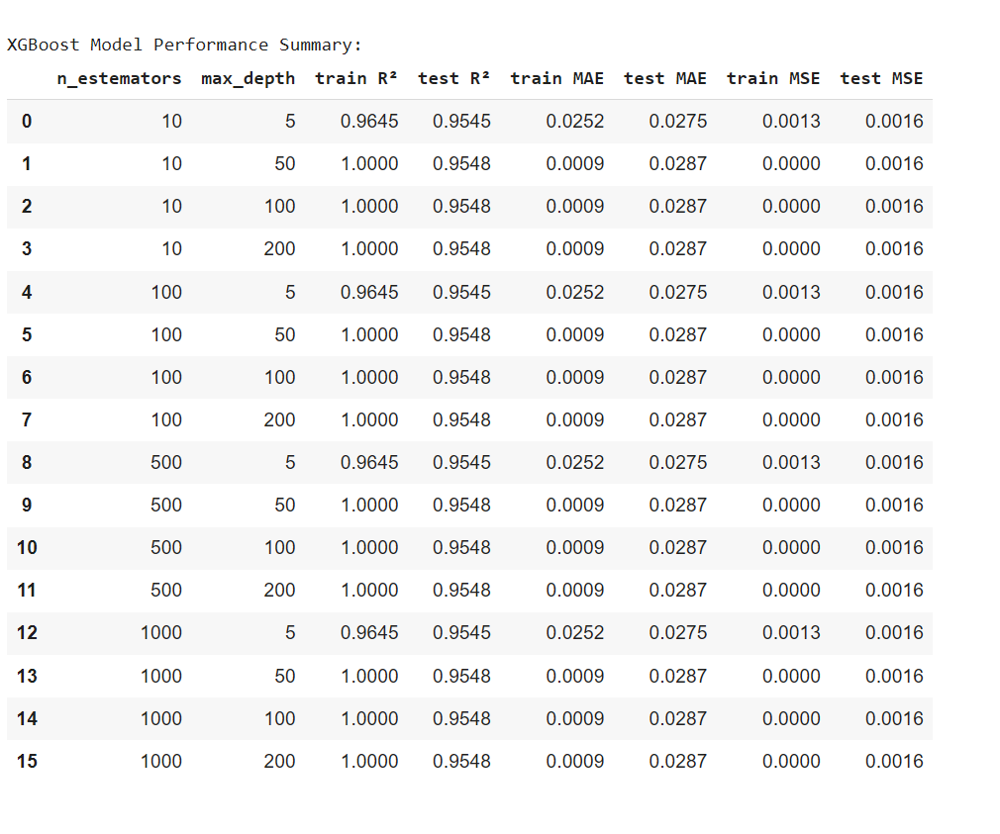 XGBoost Model Performance Summary:
n_estemators max_depth train R² test R² train MAE test MAE train MSE test MSE
0 10 5 0.9645 0.9545 0.0252 0.0275 0.0013 0.0016
1 10 50 1.0000 0.9548 0.0009 0.0287 0.0000 0.0016
2 10 100 1.0000 0.9548 0.0009 0.0287 0.0000 0.0016
3 10 200 1.0000 0.9548 0.0009 0.0287 0.0000 0.0016
4 100 5 0.9645 0.9545 0.0252 0.0275 0.0013 0.0016
5 100 50 1.0000 0.9548 0.0009 0.0287 0.0000 0.0016
6 100 100 1.0000 0.9548 0.0009 0.0287 0.0000 0.0016
7 100 200 1.0000 0.9548 0.0009 0.0287 0.0000 0.0016
8 500 5 0.9645 0.9545 0.0252 0.0275 0.0013 0.0016
9 500 50 1.0000 0.9548 0.0009 0.0287 0.0000 0.0016
10 500 100 1.0000 0.9548 0.0009 0.0287 0.0000 0.0016
11 500 200 1.0000 0.9548 0.0009 0.0287 0.0000 0.0016
12 1000 5 0.9645 0.9545 0.0252 0.0275 0.0013 0.0016
13 1000 50 1.0000 0.9548 0.0009 0.0287 0.0000 0.0016
14 1000 100 1.0000 0.9548 0.0009 0.0287 0.0000 0.0016
15 1000 200 1.0000 0.9548 0.0009 0.0287 0.0000 0.0016